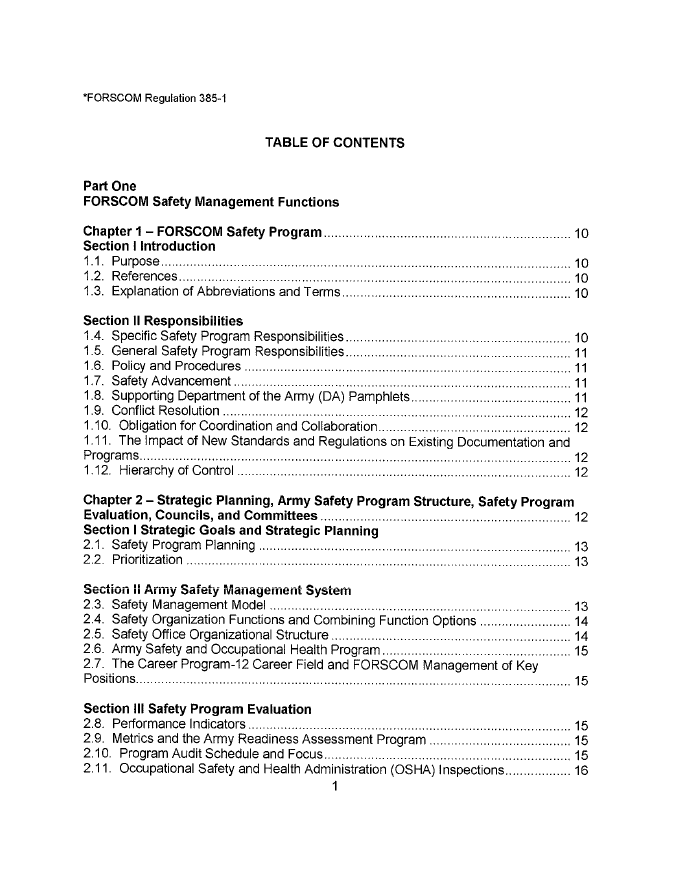 *FORSCOM Regulation 385-1
TABLE OF CONTENTS
Part One
FORSCOM Safety Management Functions
Chapter 1 – FORSCOM Safety Program ........ 10
Section I Introduction
1.1. Purpose ........ 10
1.2. References ........ 10
1.3. Explanation of Abbreviations and Terms ........ 10
Section II Responsibilities
1.4. Specific Safety Program Responsibilities ........ 10
1.5. General Safety Program Responsibilities ........ 11
1.6. Policy and Procedures ........ 11
1.7. Safety Advancement ........ 11
1.8. Supporting Department of the Army (DA) Pamphlets ........ 11
1.9. Conflict Resolution ........ 12
1.10. Obligation for Coordination and Collaboration ........ 12
1.11. The Impact of New Standards and Regulations on Existing Documentation and
Programs ........ 12
1.12. Hierarchy of Control ........ 12
Chapter 2 – Strategic Planning, Army Safety Program Structure, Safety Program
Evaluation, Councils, and Committees ........ 12
Section I Strategic Goals and Strategic Planning
2.1. Safety Program Planning ........ 13
2.2. Prioritization ........ 13
Section II Army Safety Management System
2.3. Safety Management Model ........ 13
2.4. Safety Organization Functions and Combining Function Options ........ 14
2.5. Safety Office Organizational Structure ........ 14
2.6. Army Safety and Occupational Health Program ........ 15
2.7. The Career Program-12 Career Field and FORSCOM Management of Key
Positions ........ 15
Section III Safety Program Evaluation
2.8. Performance Indicators ........ 15
2.9. Metrics and the Army Readiness Assessment Program ........ 15
2.10. Program Audit Schedule and Focus ........ 15
2.11. Occupational Safety and Health Administration (OSHA) Inspections ........ 16
1